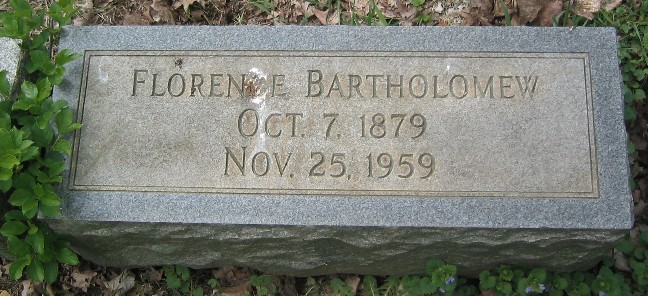 FLORENCE BARTHOLOMEW
OCT. 7, 1879
NOV. 25, 1959